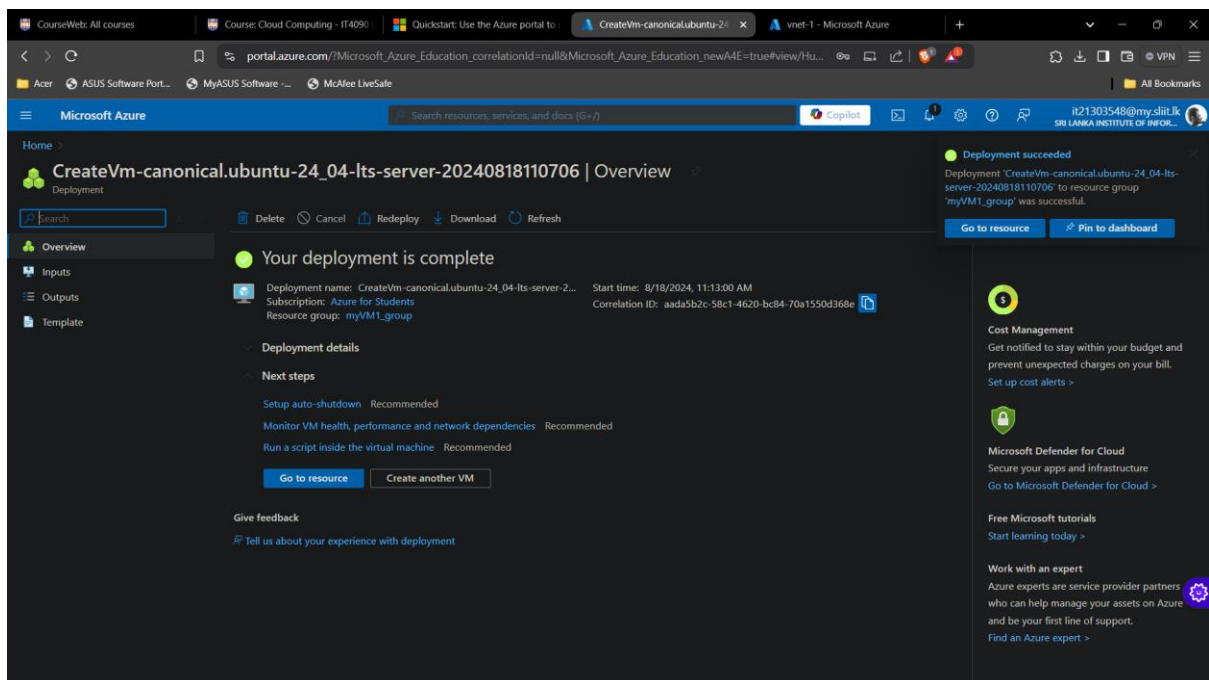 CourseWeb: All courses
Course: Cloud Computing - IT4090
Quickstart: Use the Azure portal to
CreateVm-canonical.ubuntu-24
vnet-1 - Microsoft Azure
portal.azure.com/?Microsoft_Azure_Education_correlationId=null&Microsoft_Azure_Education_newA4E=true#view/Hu...
VPN
Acer
ASUS Software Port...
MyASUS Software -...
McAfee LiveSafe
All Bookmarks
Microsoft Azure
Search resources, services, and docs (G+/)
Copilot
it21303548@my.sliit.lk
SRI LANKA INSTITUTE OF INFOR...
Home >
CreateVm-canonical.ubuntu-24_04-lts-server-20240818110706 | Overview
Deployment
Search
Overview
Inputs
Outputs
Template
Delete
Cancel
Redeploy
Download
Refresh
Your deployment is complete
Deployment name: CreateVm-canonical.ubuntu-24_04-lts-server-2...
Subscription: Azure for Students
Resource group: myVM1_group
Start time: 8/18/2024, 11:13:00 AM
Correlation ID: aada5b2c-58c1-4620-bc84-70a1550d368e
Deployment details
Next steps
Setup auto-shutdown Recommended
Monitor VM health, performance and network dependencies Recommended
Run a script inside the virtual machine Recommended
Go to resource
Create another VM
Give feedback
Tell us about your experience with deployment
Deployment succeeded
Deployment 'CreateVm-canonical.ubuntu-24_04-lts-
server-20240818110706' to resource group
'myVM1_group' was successful.
Go to resource
Pin to dashboard
Cost Management
Get notified to stay within your budget and
prevent unexpected charges on your bill.
Set up cost alerts >
Microsoft Defender for Cloud
Secure your apps and infrastructure
Go to Microsoft Defender for Cloud >
Free Microsoft tutorials
Start learning today >
Work with an expert
Azure experts are service provider partners
who can help manage your assets on Azure
and be your first line of support.
Find an Azure expert >